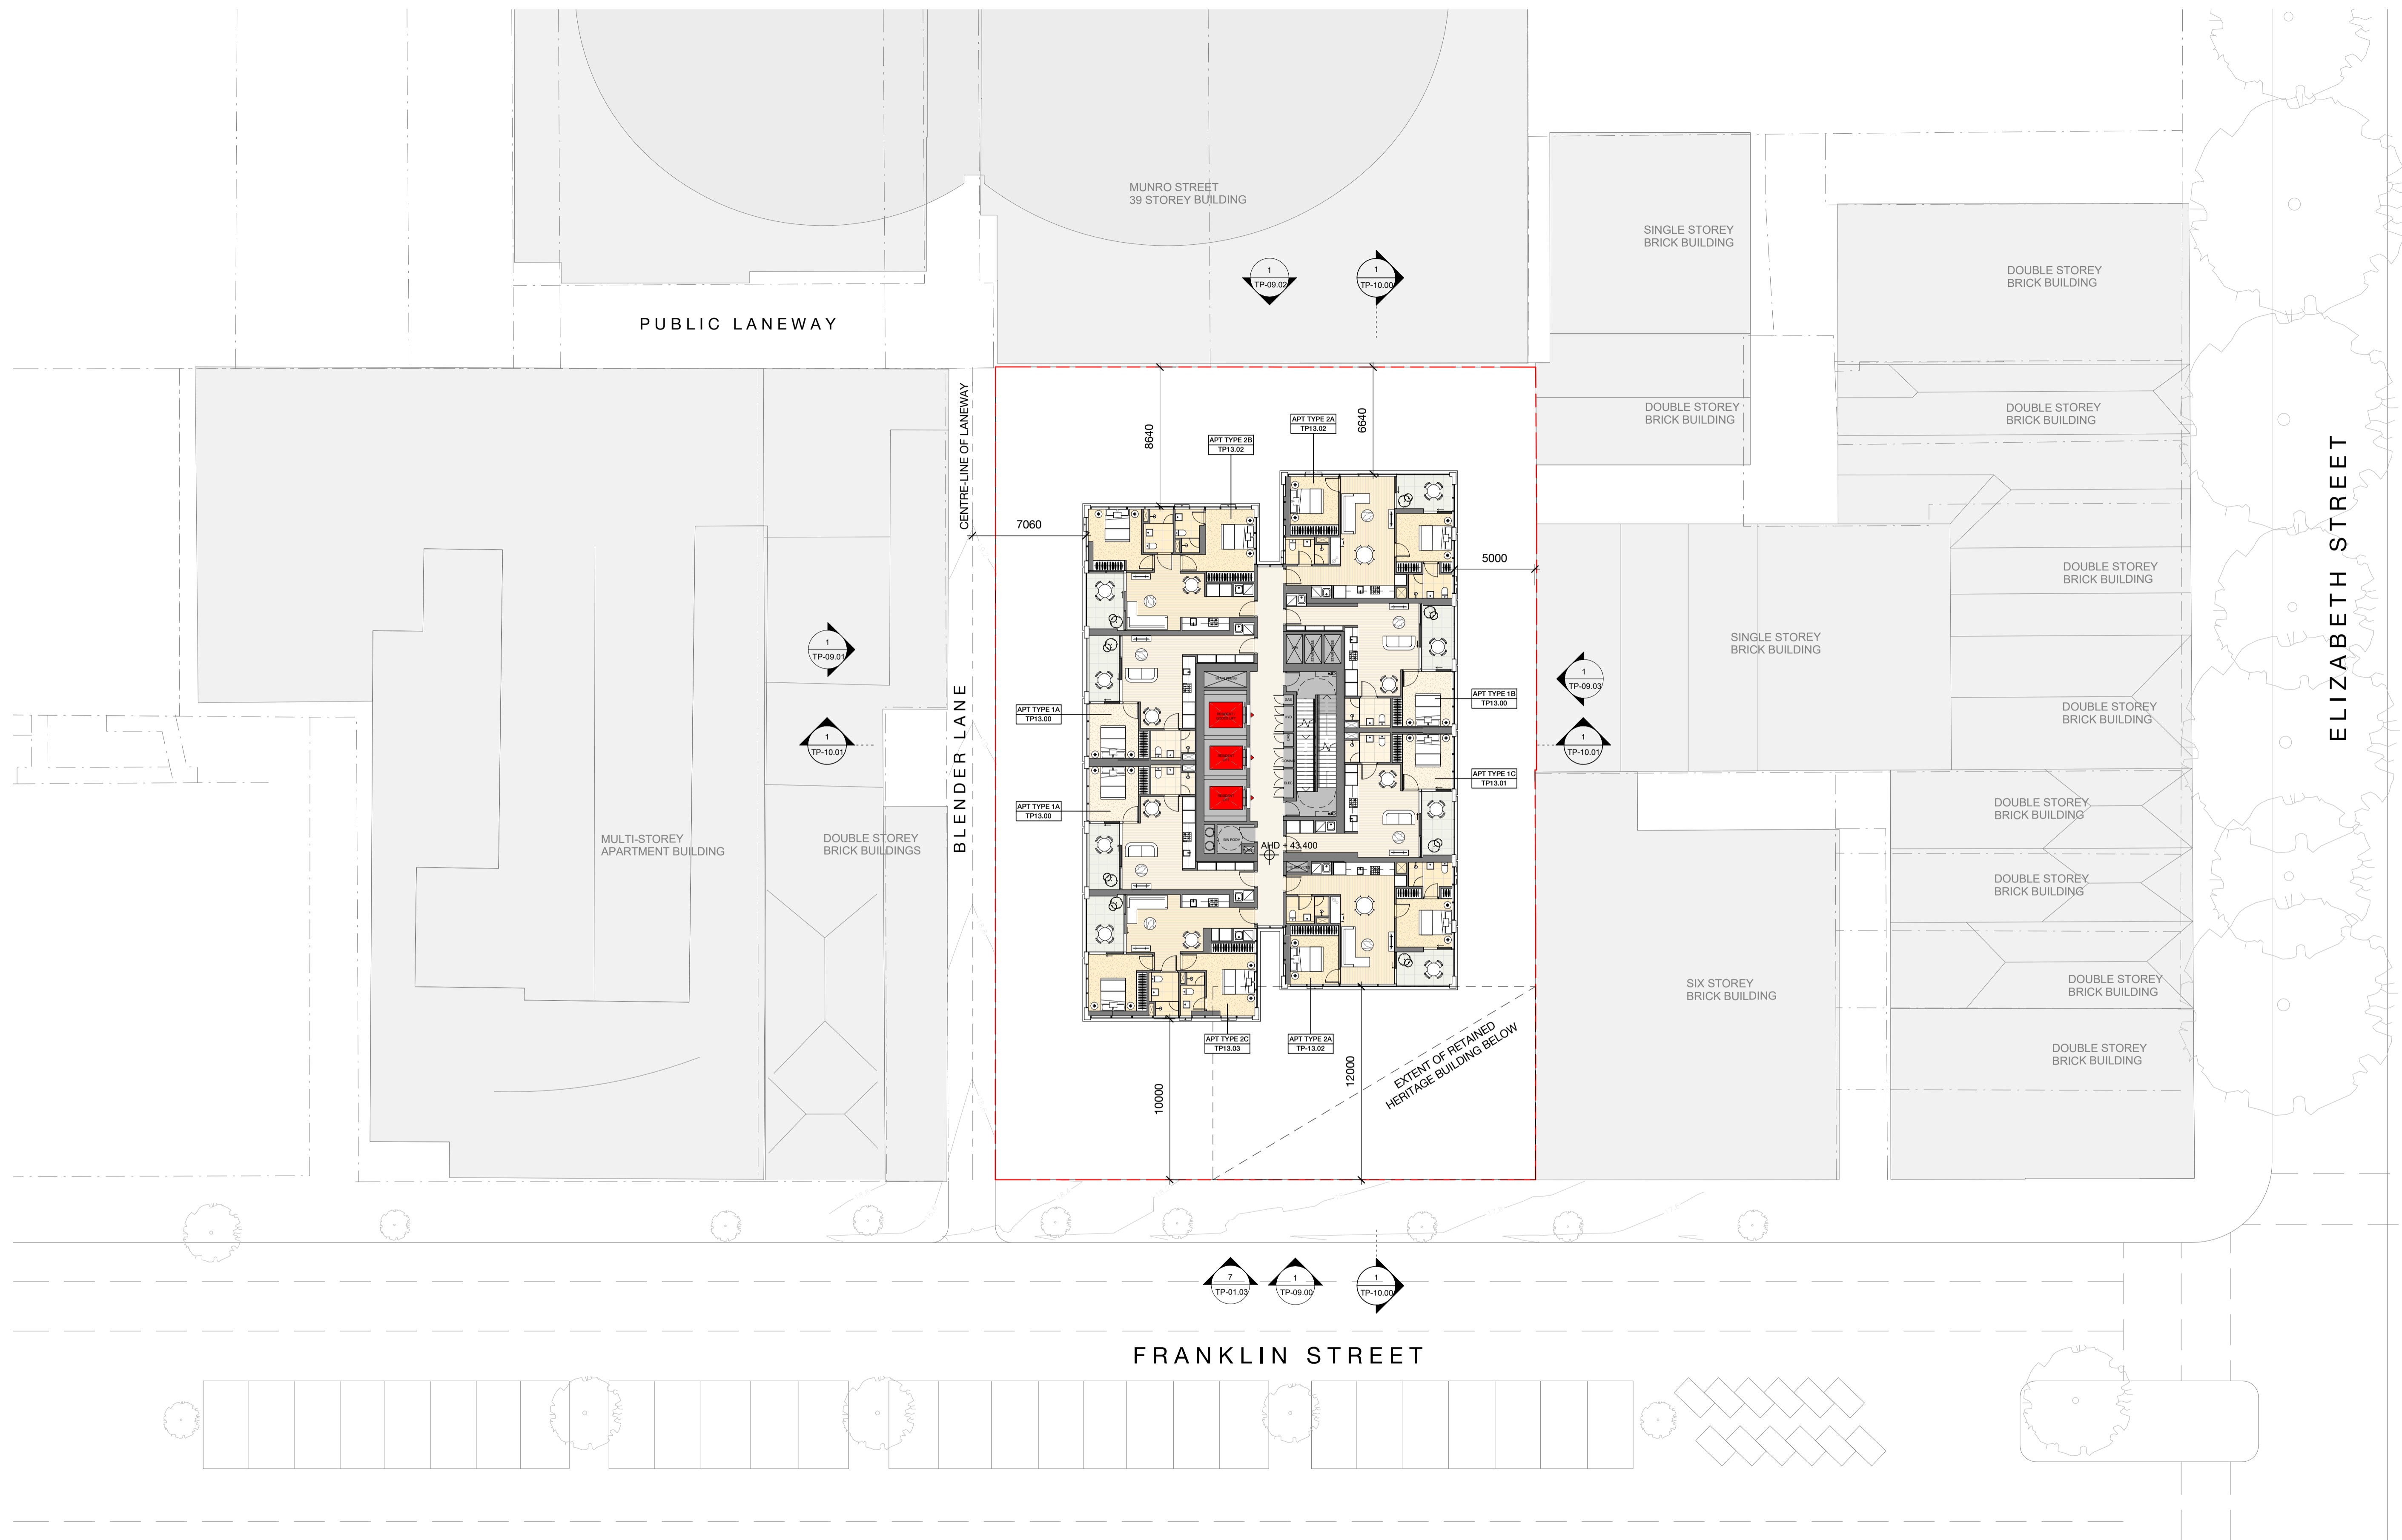 MUNRO STREET
39 STOREY BUILDING
SINGLE STOREY
BRICK BUILDING
DOUBLE STOREY
BRICK BUILDING
1
TP-09.02
1
TP-10.00
PUBLIC LANEWAY
CENTRE-LINE OF LANEWAY
8640
6640
APT TYPE 2A
TP13.02
APT TYPE 2B
TP13.02
DOUBLE STOREY
BRICK BUILDING
DOUBLE STOREY
BRICK BUILDING
ELIZABETH STREET
7060
5000
DOUBLE STOREY
BRICK BUILDING
1
TP-09.01
SINGLE STOREY
BRICK BUILDING
1
TP-09.03
APT TYPE 1B
TP13.00
APT TYPE 1A
TP13.00
DOUBLE STOREY
BRICK BUILDING
1
TP-10.01
1
TP-10.01
BLENDER LANE
APT TYPE 1C
TP13.01
APT TYPE 1A
TP13.00
DOUBLE STOREY
BRICK BUILDING
MULTI-STOREY
APARTMENT BUILDING
DOUBLE STOREY
BRICK BUILDINGS
BIN ROOM
COMMS
ELEC
AHD + 43,400
DOUBLE STOREY
BRICK BUILDING
SIX STOREY
BRICK BUILDING
DOUBLE STOREY
BRICK BUILDING
APT TYPE 2C
TP13.03
APT TYPE 2A
TP-13.02
EXTENT OF RETAINED
HERITAGE BUILDING BELOW
DOUBLE STOREY
BRICK BUILDING
10000
12000
7
TP-01.03
1
TP-09.00
1
TP-10.00
FRANKLIN STREET